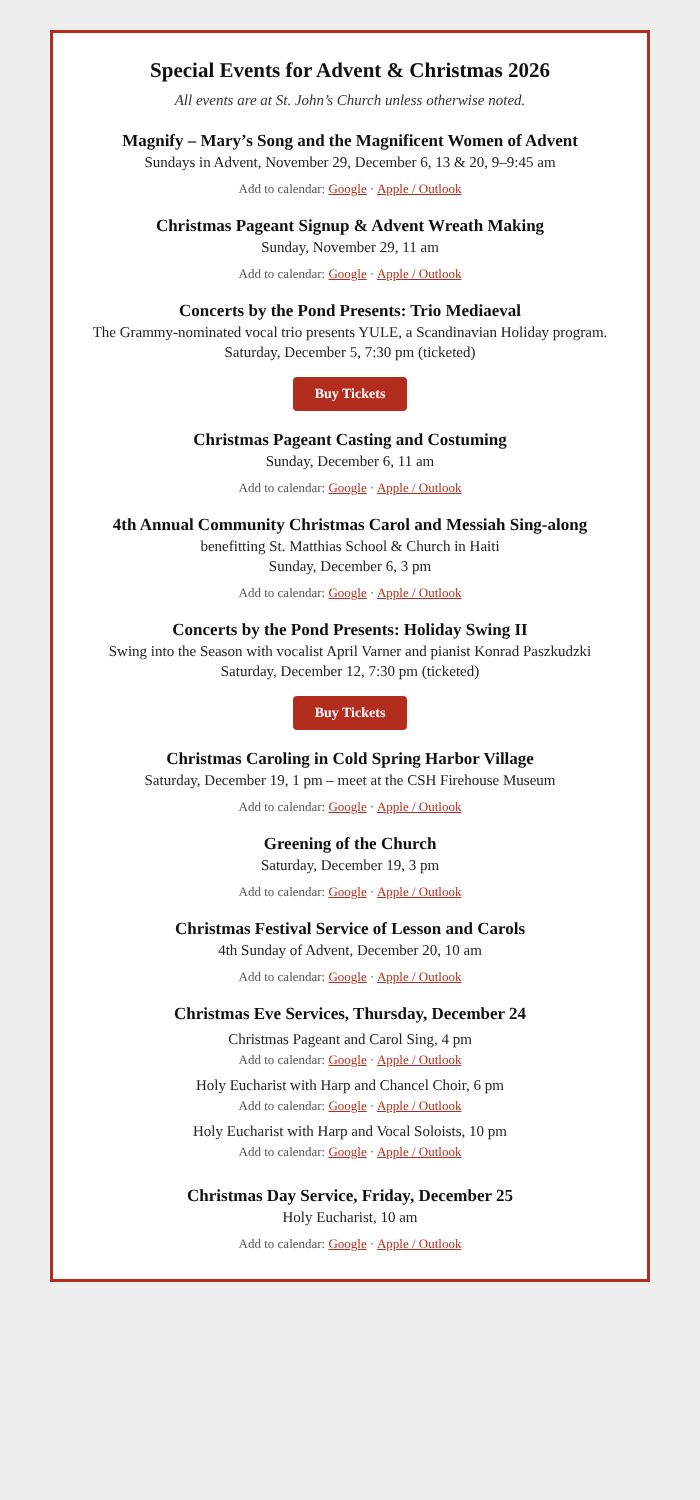 Special Events for Advent & Christmas 2026
All events are at St. John’s Church unless otherwise noted.
Magnify – Mary’s Song and the Magnificent Women of Advent
Sundays in Advent, November 29, December 6, 13 & 20, 9–9:45 am
Add to calendar: Google · Apple / Outlook
Christmas Pageant Signup & Advent Wreath Making
Sunday, November 29, 11 am
Add to calendar: Google · Apple / Outlook
Concerts by the Pond Presents: Trio Mediaeval
The Grammy-nominated vocal trio presents YULE, a Scandinavian Holiday program.
Saturday, December 5, 7:30 pm (ticketed)
Buy Tickets
Christmas Pageant Casting and Costuming
Sunday, December 6, 11 am
Add to calendar: Google · Apple / Outlook
4th Annual Community Christmas Carol and Messiah Sing-along
benefitting St. Matthias School & Church in Haiti
Sunday, December 6, 3 pm
Add to calendar: Google · Apple / Outlook
Concerts by the Pond Presents: Holiday Swing II
Swing into the Season with vocalist April Varner and pianist Konrad Paszkudzki
Saturday, December 12, 7:30 pm (ticketed)
Buy Tickets
Christmas Caroling in Cold Spring Harbor Village
Saturday, December 19, 1 pm – meet at the CSH Firehouse Museum
Add to calendar: Google · Apple / Outlook
Greening of the Church
Saturday, December 19, 3 pm
Add to calendar: Google · Apple / Outlook
Christmas Festival Service of Lesson and Carols
4th Sunday of Advent, December 20, 10 am
Add to calendar: Google · Apple / Outlook
Christmas Eve Services, Thursday, December 24
Christmas Pageant and Carol Sing, 4 pm
Add to calendar: Google · Apple / Outlook
Holy Eucharist with Harp and Chancel Choir, 6 pm
Add to calendar: Google · Apple / Outlook
Holy Eucharist with Harp and Vocal Soloists, 10 pm
Add to calendar: Google · Apple / Outlook
Christmas Day Service, Friday, December 25
Holy Eucharist, 10 am
Add to calendar: Google · Apple / Outlook